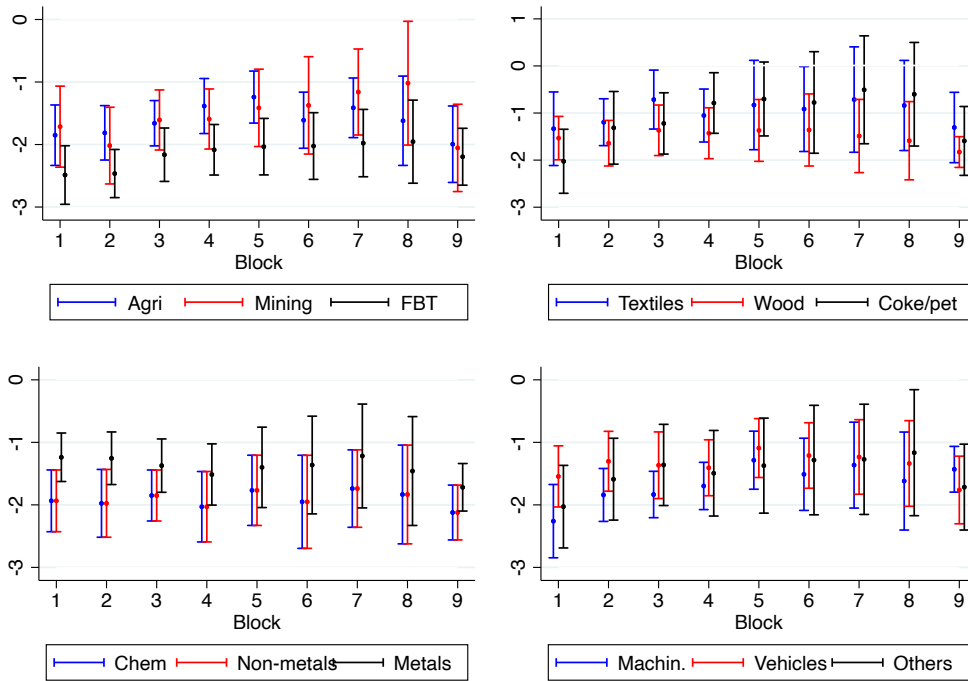 0
-1
-2
-3
1 2 3 4 5 6 7 8 9
Block
Agri Mining FBT
1
0
-1
-2
-3
1 2 3 4 5 6 7 8 9
Block
Textiles Wood Coke/pet
0
-1
-2
-3
1 2 3 4 5 6 7 8 9
Block
Chem Non-metals Metals
0
-1
-2
-3
1 2 3 4 5 6 7 8 9
Block
Machin. Vehicles Others